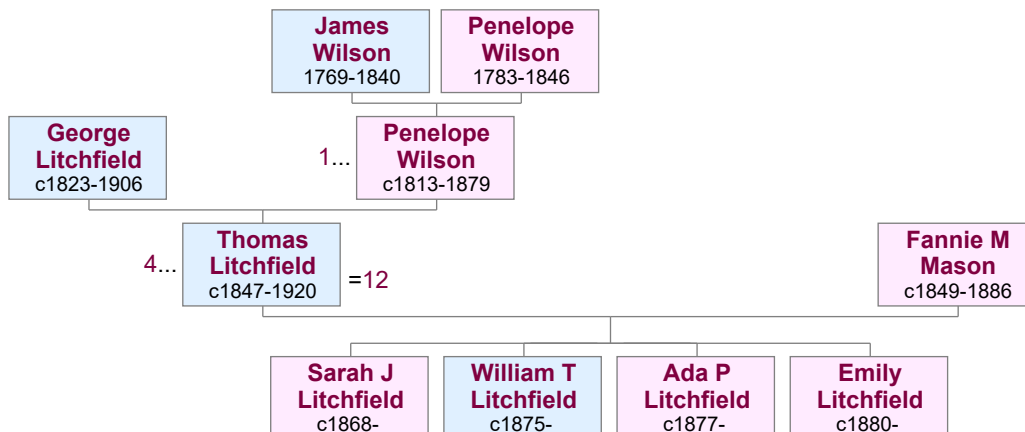 James
Wilson
1769-1840
Penelope
Wilson
1783-1846
George
Litchfield
c1823-1906
1...
Penelope
Wilson
c1813-1879
4...
Thomas
Litchfield
c1847-1920
=12
Fannie M
Mason
c1849-1886
Sarah J
Litchfield
c1868-
William T
Litchfield
c1875-
Ada P
Litchfield
c1877-
Emily
Litchfield
c1880-